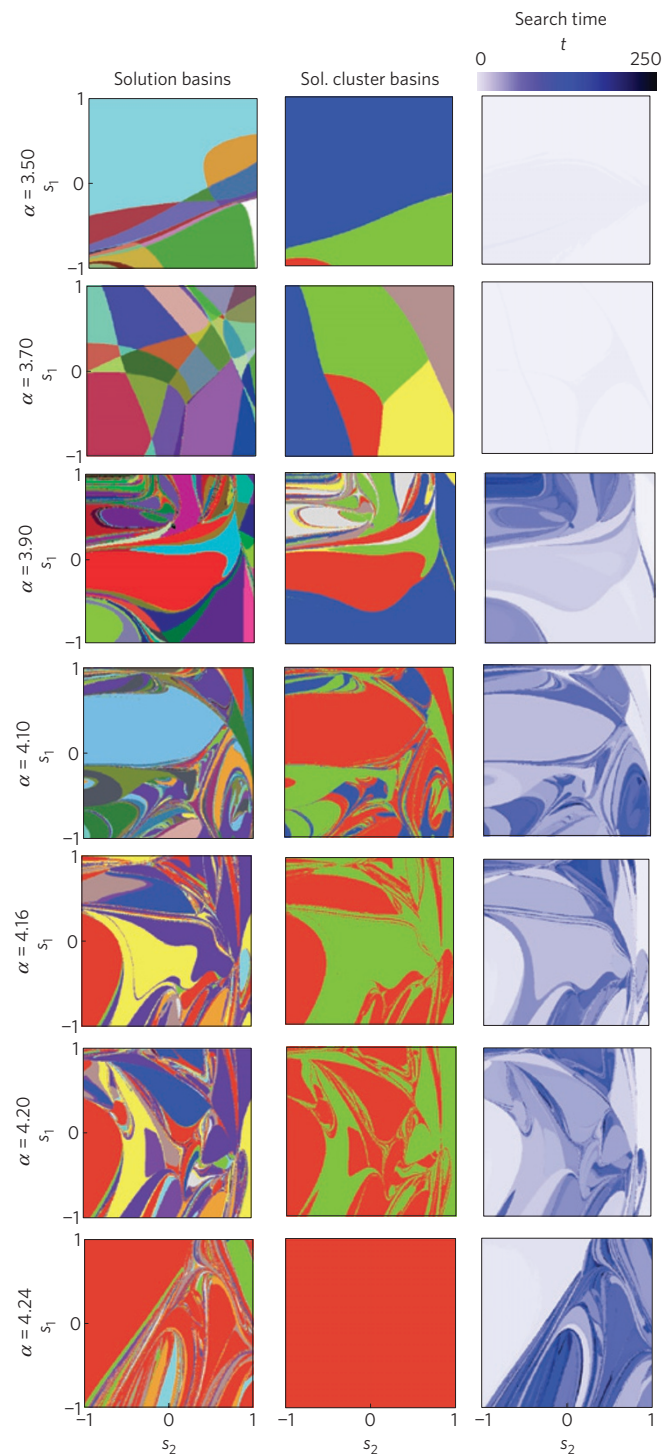 Search time
t
0 250
Solution basins
Sol. cluster basins
α = 3.50
s1
1
0
−1
α = 3.70
s1
1
0
−1
α = 3.90
s1
1
0
−1
α = 4.10
s1
1
0
−1
α = 4.16
s1
1
0
−1
α = 4.20
s1
1
0
−1
α = 4.24
s1
1
0
−1
−1 0 1 −1 0 1 −1 0 1
s2 s2 s2